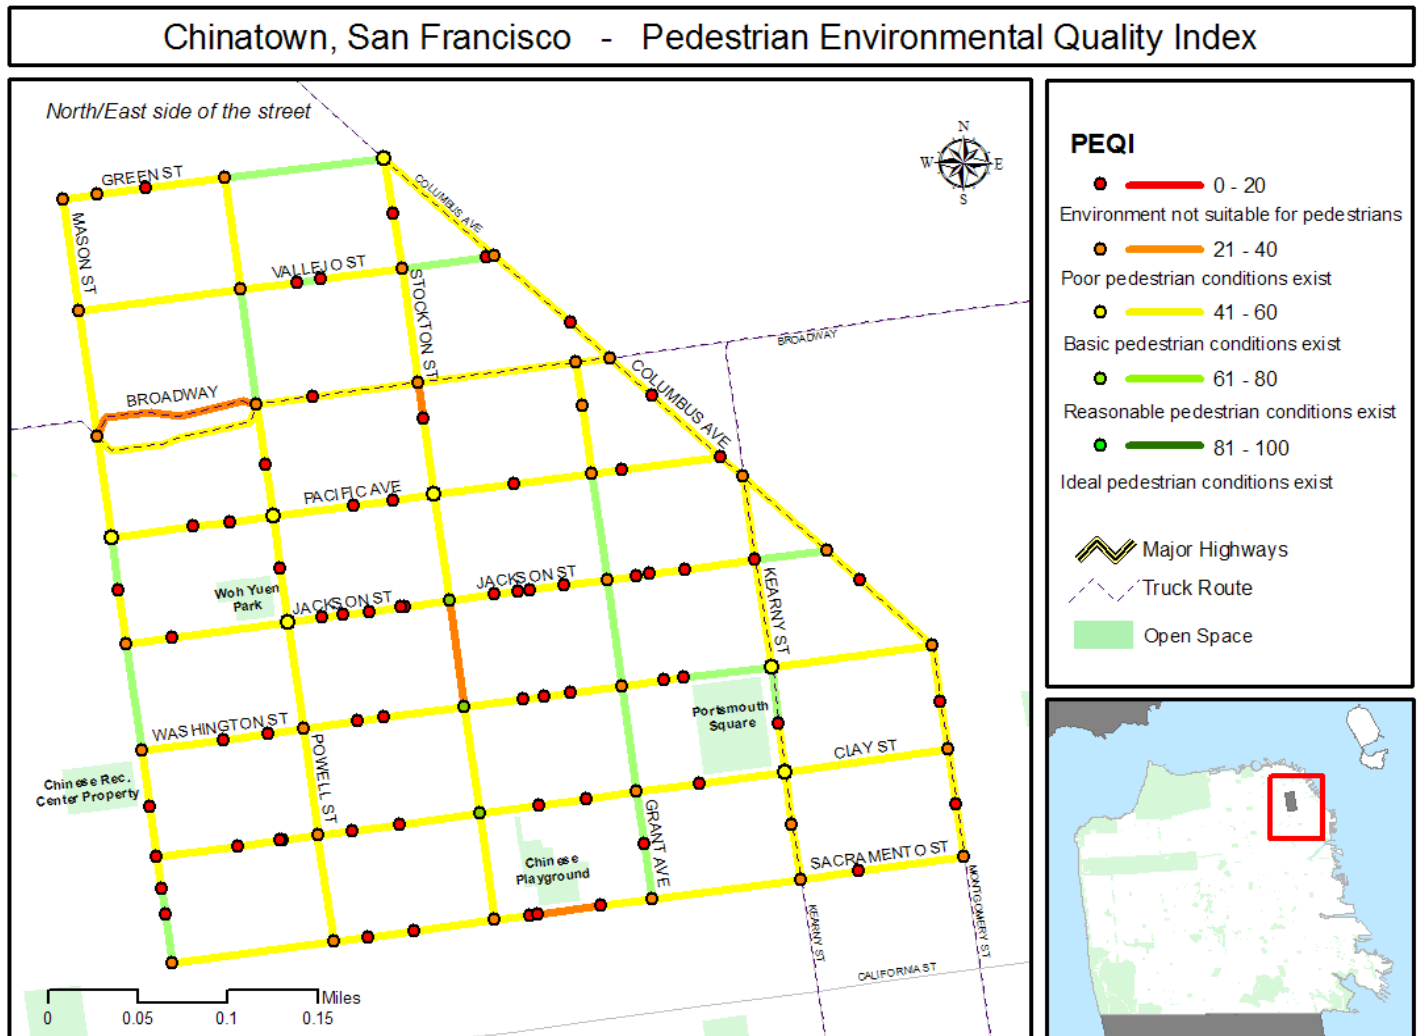 Chinatown, San Francisco - Pedestrian Environmental Quality Index
North/East side of the street
N
W
E
S
GREEN ST
COLUMBUS AVE
MASON ST
VALLEJO ST
STOCKTON ST
BROADWAY
BROADWAY
COLUMBUS AVE
PACIFIC AVE
JACKSON ST
KEARNY ST
Woh Yuen
Park
JACKSON ST
WASHINGTON ST
Portsmouth
Square
POWELL ST
CLAY ST
Chinese Rec.
Center Property
GRANT AVE
Chinese
Playground
SACRAMENTO ST
KEARNY ST
MONTGOMERY ST
CALIFORNIA ST
Miles
0
0.05
0.1
0.15
PEQI
0 - 20
Environment not suitable for pedestrians
21 - 40
Poor pedestrian conditions exist
41 - 60
Basic pedestrian conditions exist
61 - 80
Reasonable pedestrian conditions exist
81 - 100
Ideal pedestrian conditions exist
Major Highways
Truck Route
Open Space